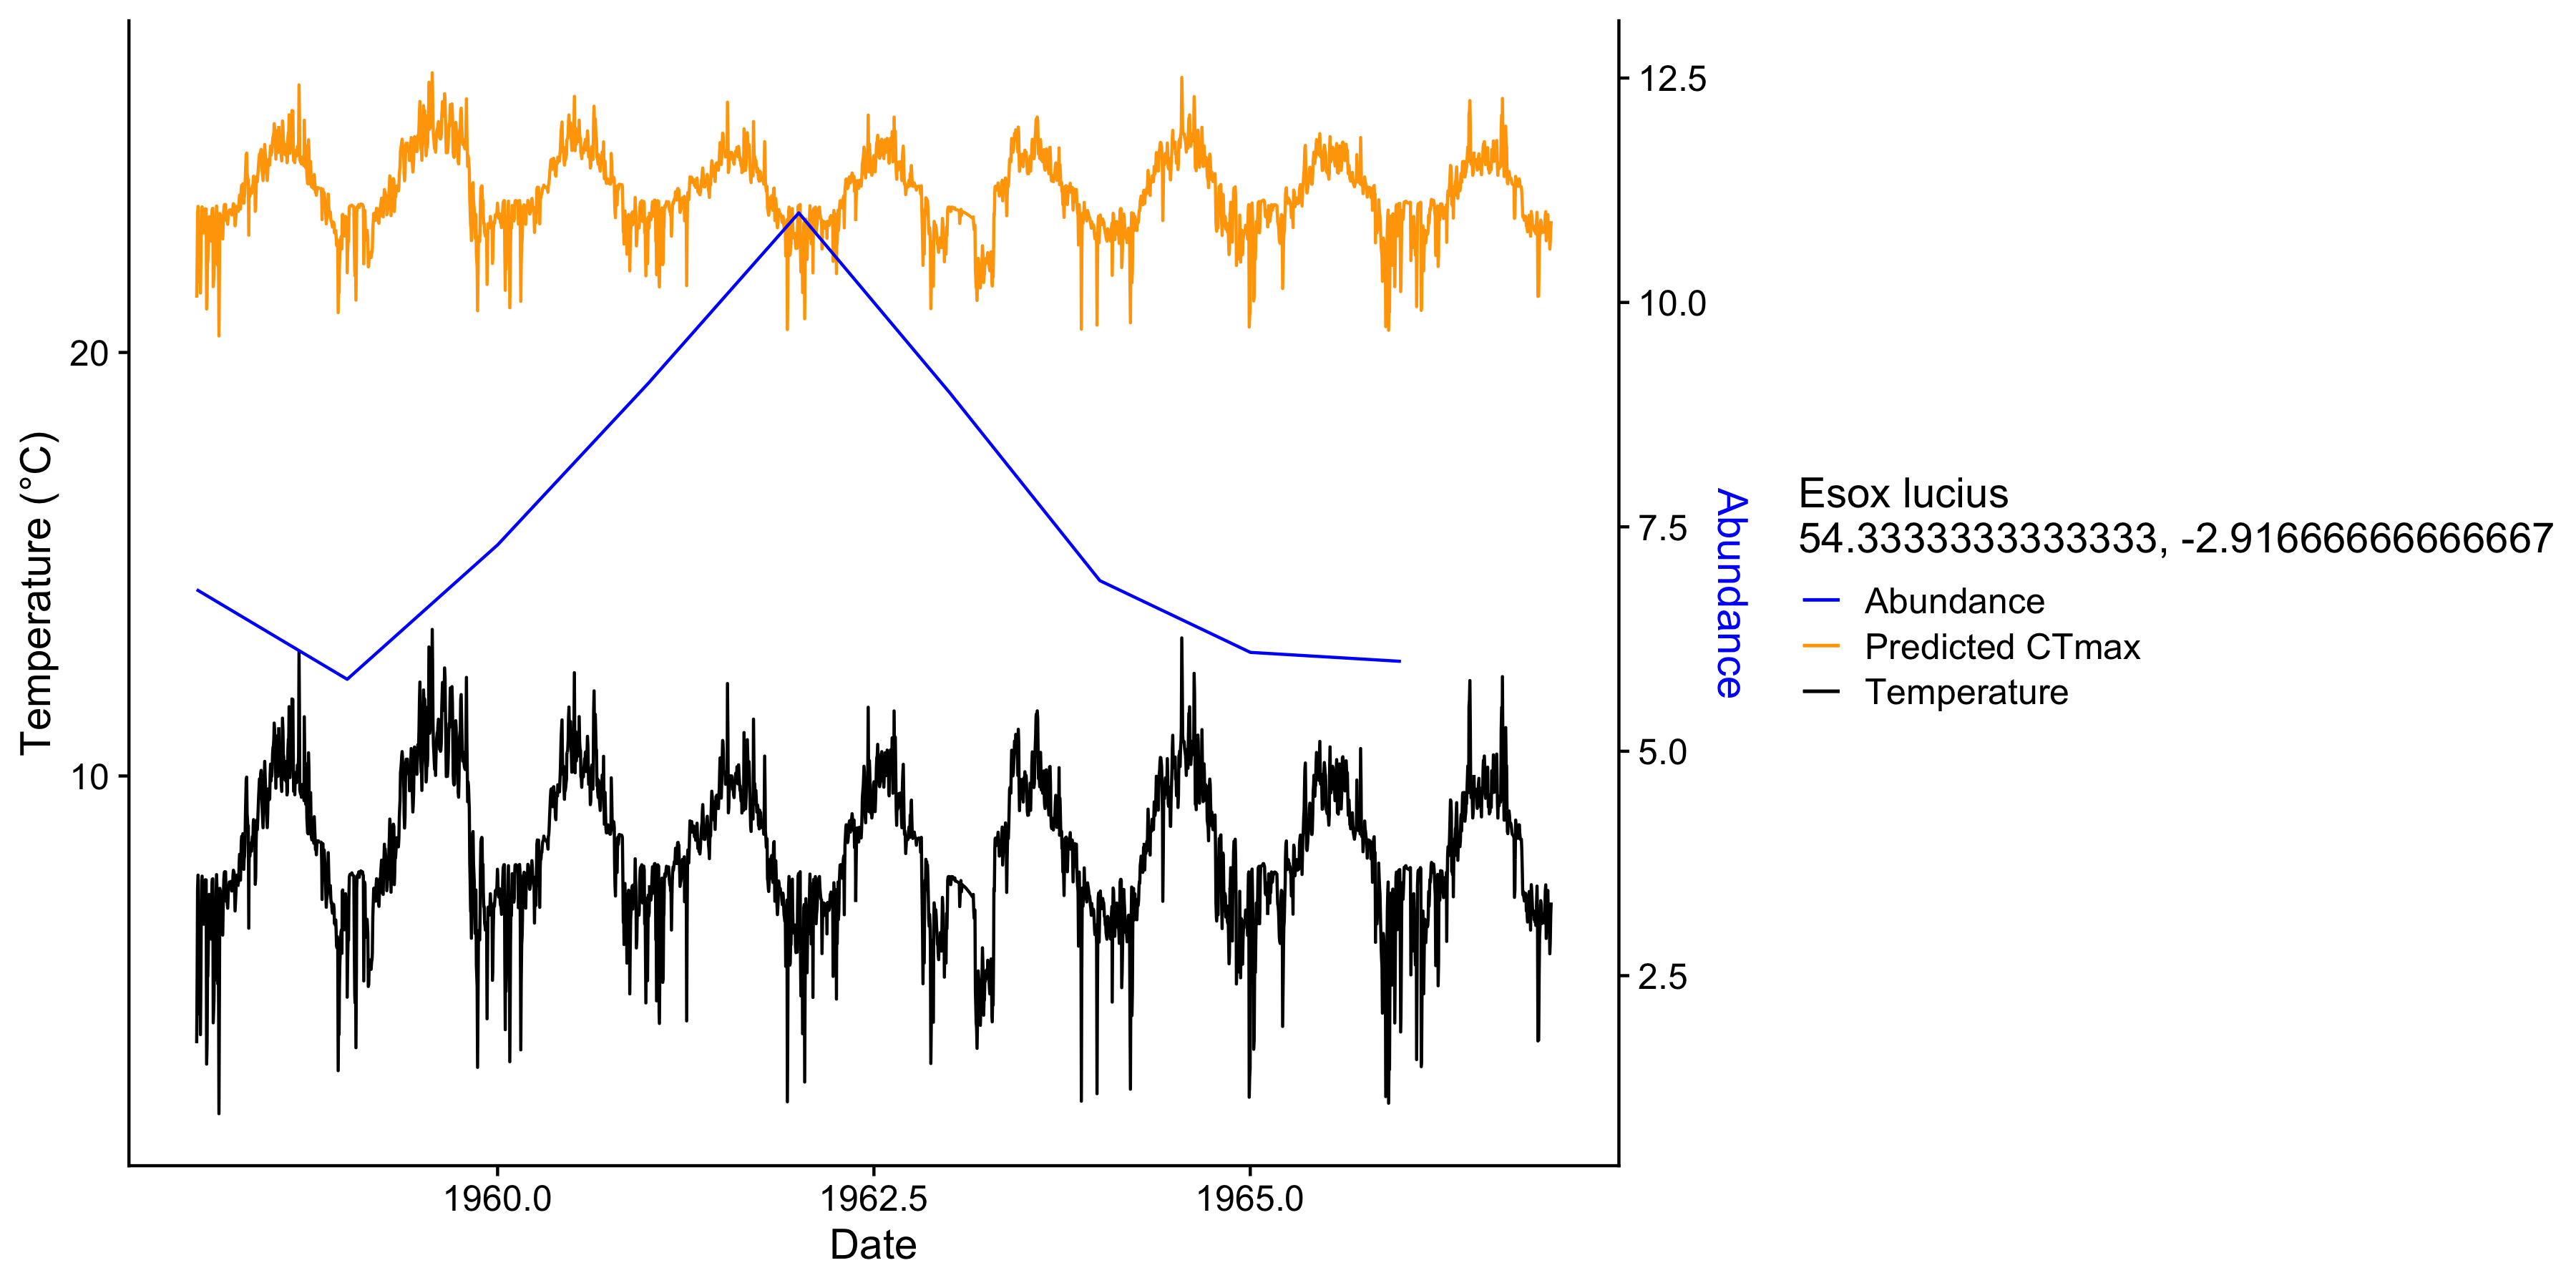 Temperature (°C)
20
10
1960.0
1962.5
1965.0
Date
12.5
10.0
7.5
5.0
2.5
Abundance
Esox lucius
54.3333333333333, -2.91666666666667
Abundance
Predicted CTmax
Temperature